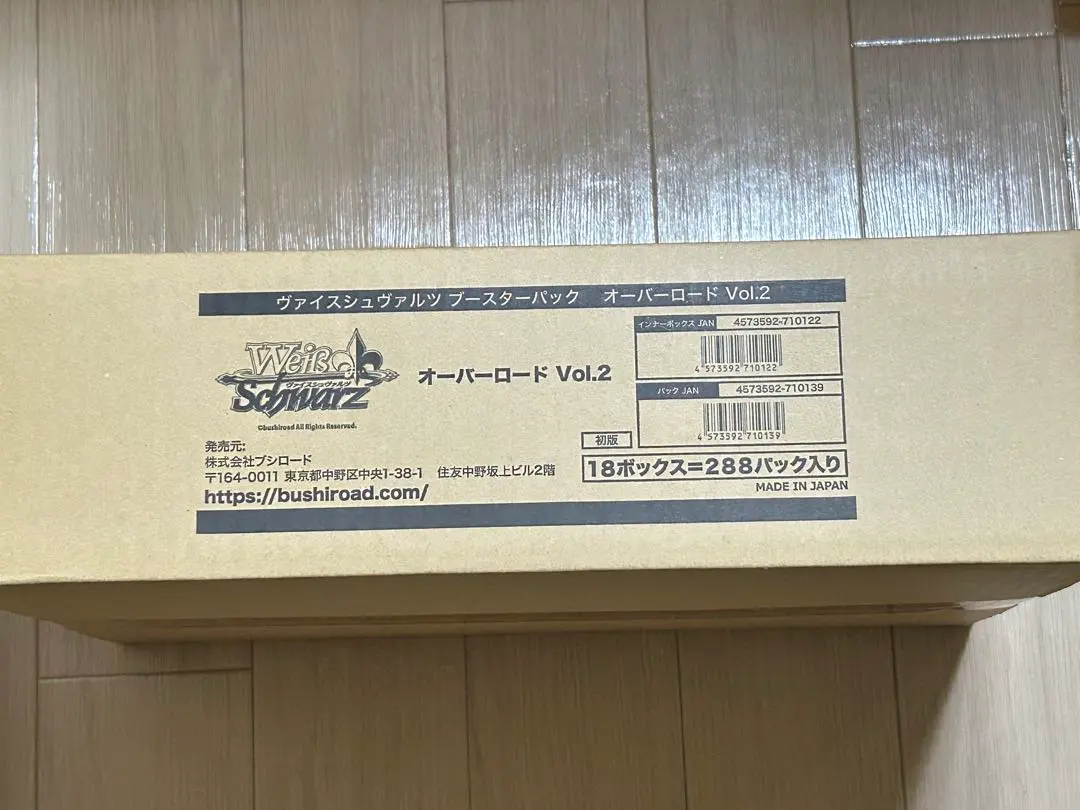 ヴァイスシュヴァルツ ブースターパック オーバーロード Vol.2
Weiß
ヴァイスシュヴァルツ
Schwarz
©bushiroad All Rights Reserved.
オーバーロード Vol.2
インナーボックス JAN 4573592-710122
4 573592 710122
パック JAN 4573592-710139
4 573592 710139
初版
18ボックス=288パック入り
MADE IN JAPAN
発売元:
株式会社ブシロード
〒164-0011 東京都中野区中央1-38-1 住友中野坂上ビル2階
https://bushiroad.com/